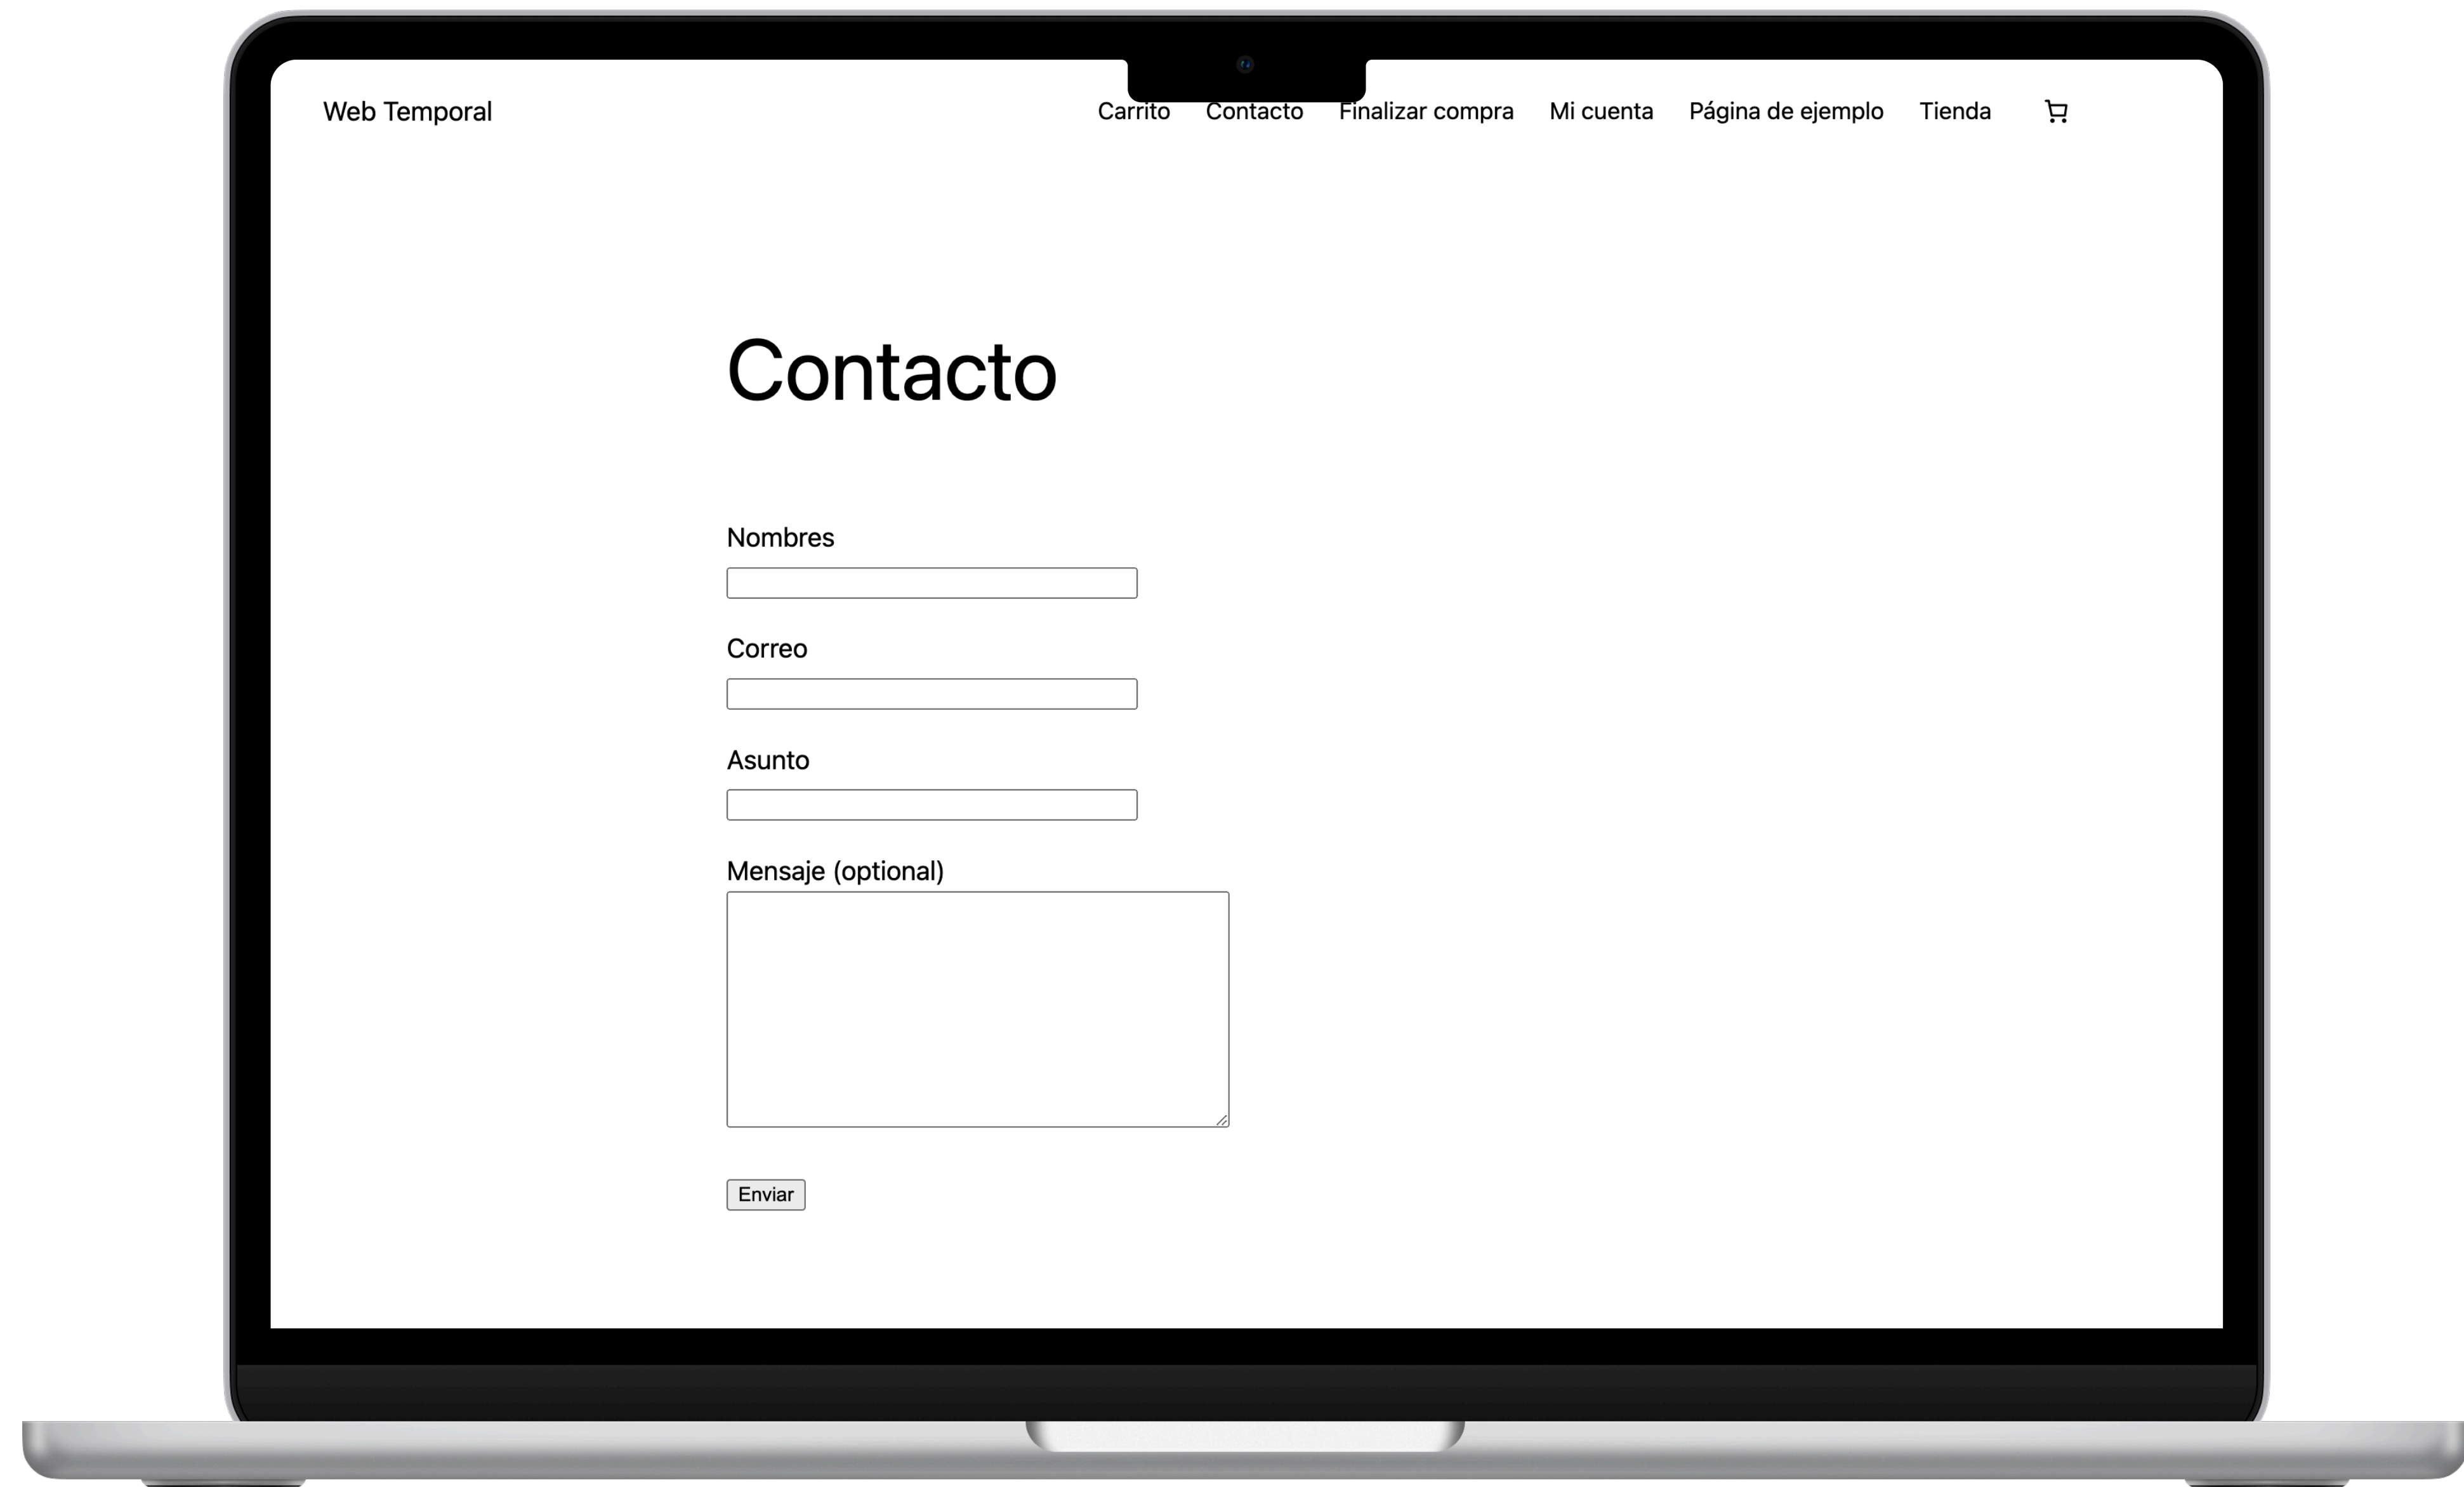 Web Temporal
Carrito Contacto Finalizar compra Mi cuenta Página de ejemplo Tienda
Contacto
Nombres
Correo
Asunto
Mensaje (optional)
Enviar